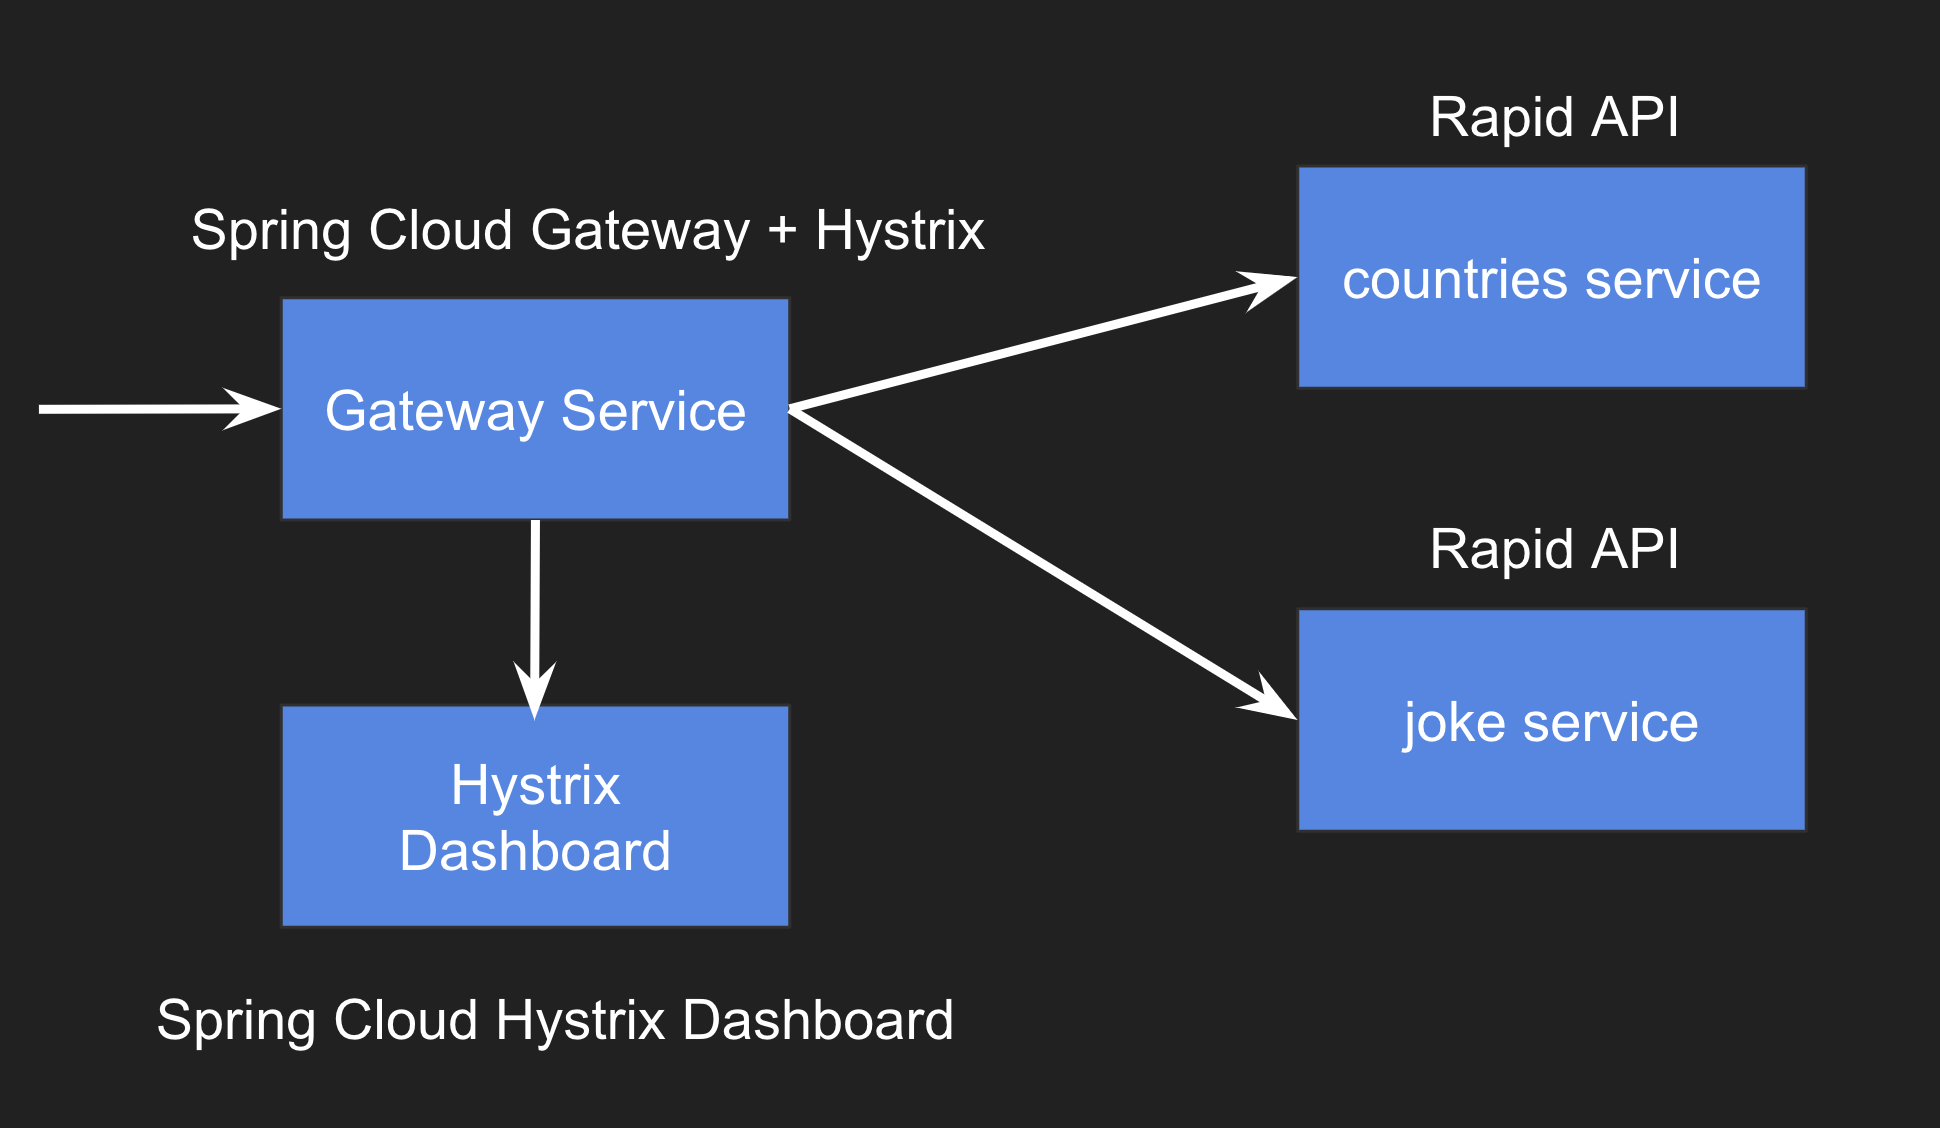 Rapid API
Spring Cloud Gateway + Hystrix
countries service
Gateway Service
Rapid API
joke service
Hystrix
Dashboard
Spring Cloud Hystrix Dashboard